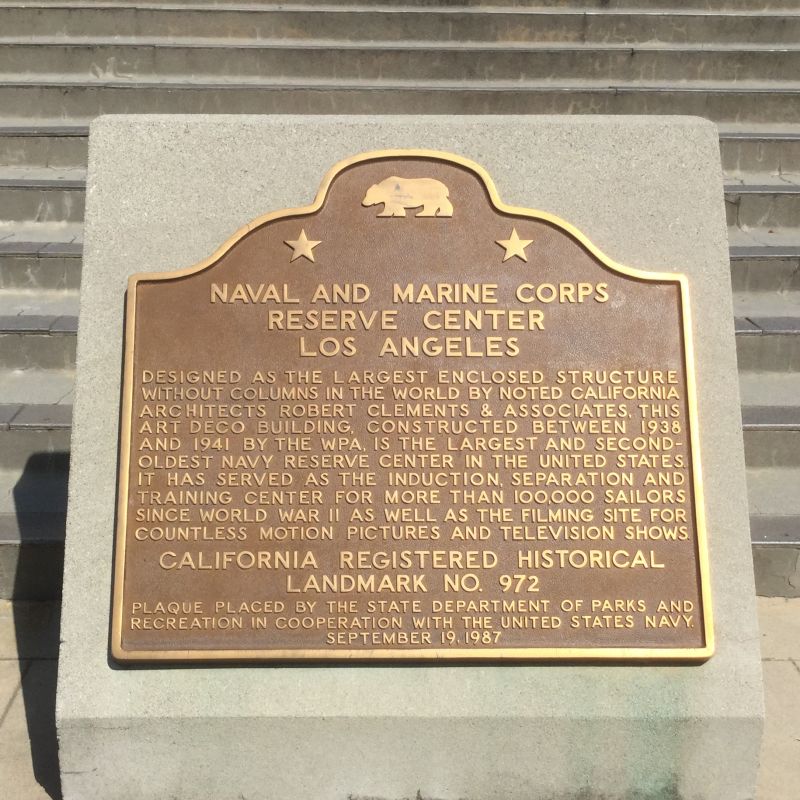 NAVAL AND MARINE CORPS
RESERVE CENTER
LOS ANGELES
DESIGNED AS THE LARGEST ENCLOSED STRUCTURE
WITHOUT COLUMNS IN THE WORLD BY NOTED CALIFORNIA
ARCHITECTS ROBERT CLEMENTS & ASSOCIATES, THIS
ART DECO BUILDING, CONSTRUCTED BETWEEN 1938
AND 1941 BY THE WPA, IS THE LARGEST AND SECOND-
OLDEST NAVY RESERVE CENTER IN THE UNITED STATES.
IT HAS SERVED AS THE INDUCTION, SEPARATION AND
TRAINING CENTER FOR MORE THAN 100,000 SAILORS
SINCE WORLD WAR II AS WELL AS THE FILMING SITE FOR
COUNTLESS MOTION PICTURES AND TELEVISION SHOWS.
CALIFORNIA REGISTERED HISTORICAL
LANDMARK NO. 972
PLAQUE PLACED BY THE STATE DEPARTMENT OF PARKS AND
RECREATION IN COOPERATION WITH THE UNITED STATES NAVY.
SEPTEMBER 19, 1987